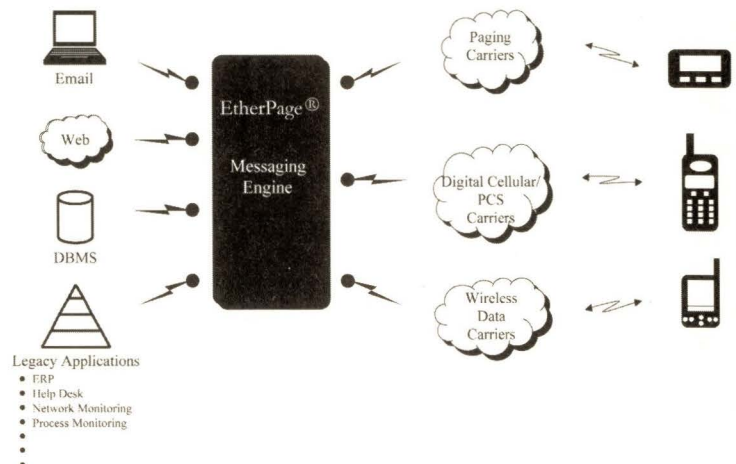 Email
Web
DBMS
Legacy Applications
ERP
Help Desk
Network Monitoring
Process Monitoring
EtherPage®
Messaging
Engine
Paging
Carriers
Digital Cellular/
PCS
Carriers
Wireless
Data
Carriers